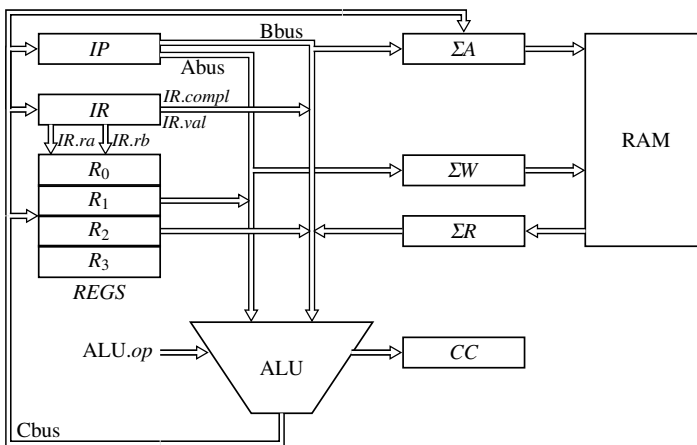 Bbus
IP
ΣA
Abus
IR
IR.compl
IR.val
IR.ra
IR.rb
RAM
R0
ΣW
R1
R2
ΣR
R3
REGS
ALU.op
ALU
CC
Cbus